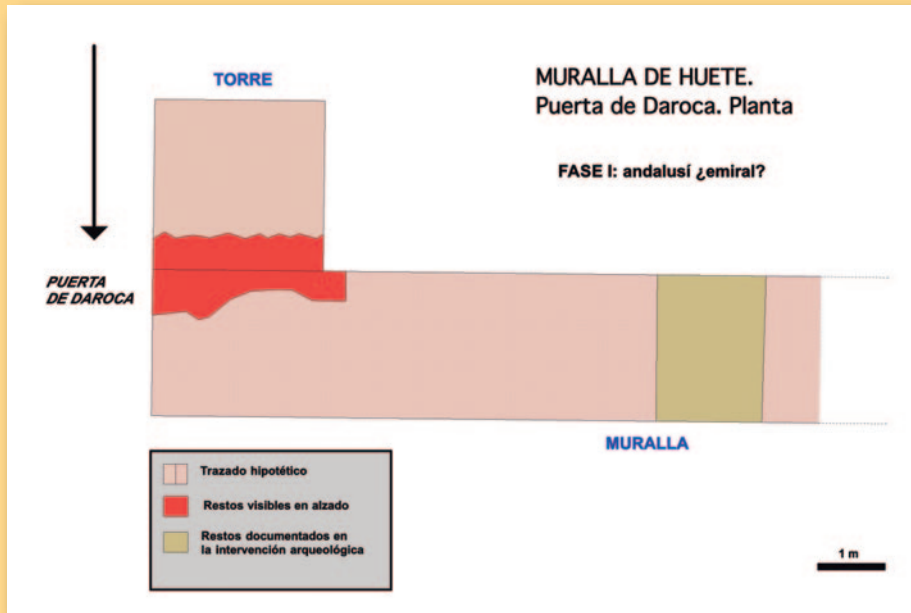 TORRE
MURALLA DE HUETE.
Puerta de Daroca. Planta
FASE I: andalusí ¿emiral?
PUERTA
DE DAROCA
MURALLA
Trazado hipotético
Restos visibles en alzado
Restos documentados en
la intervención arqueológica
1 m